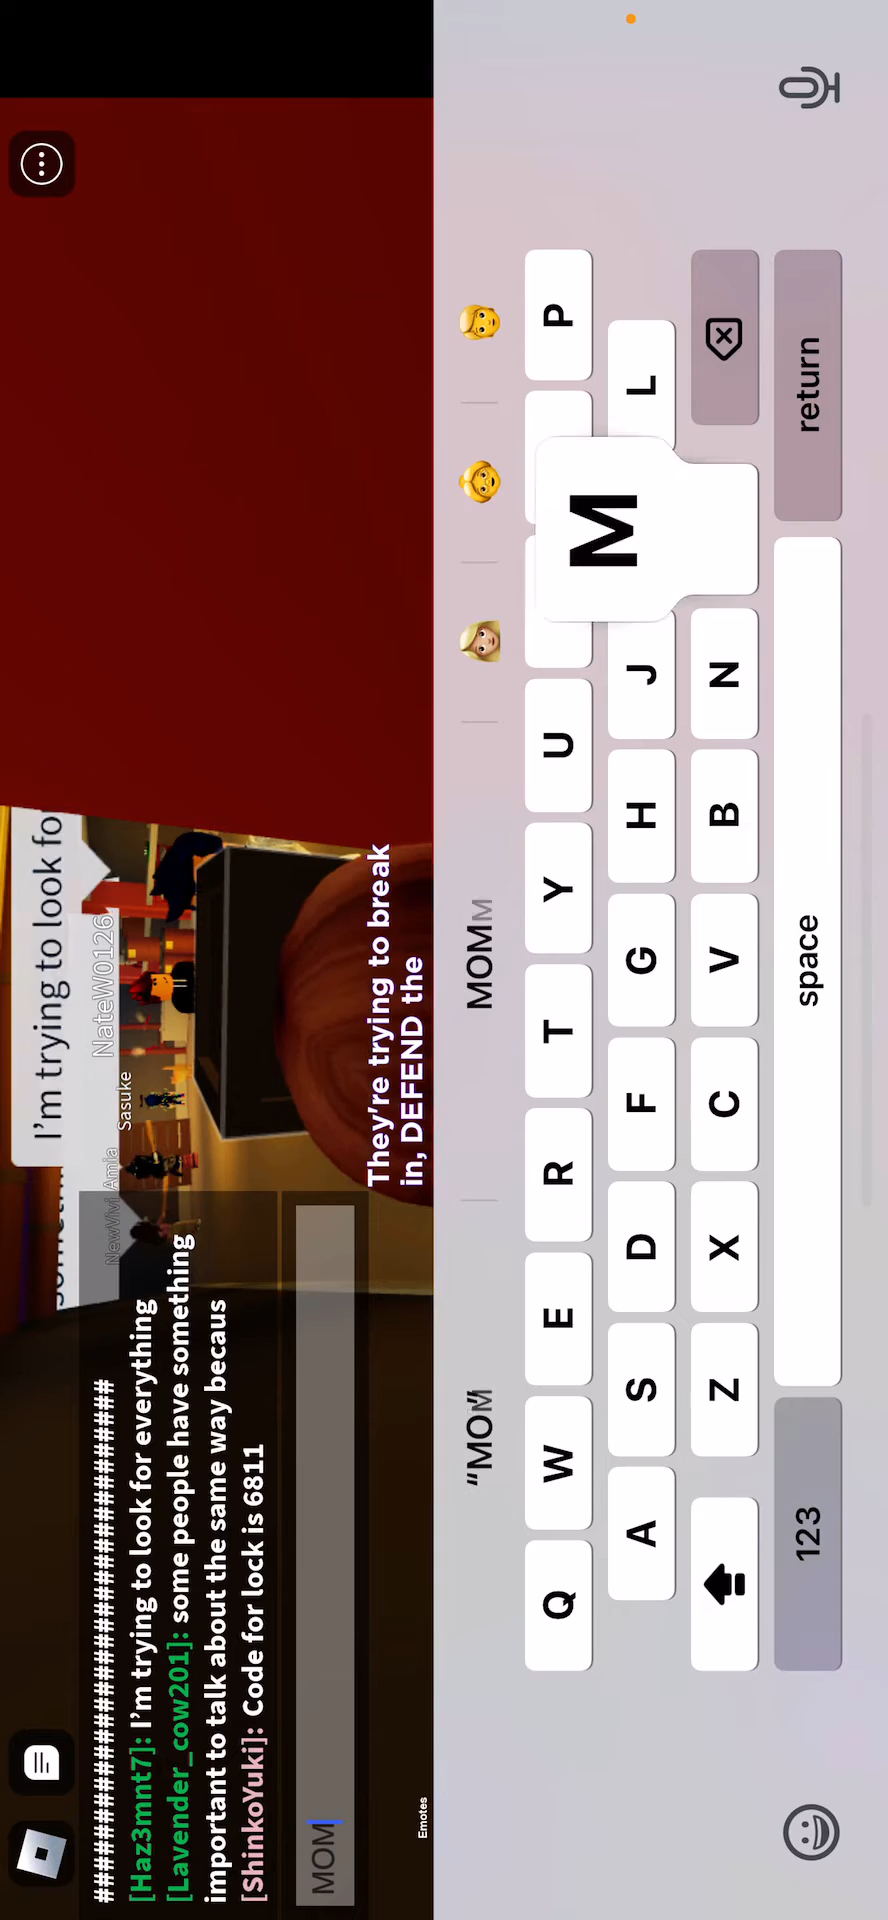 I'm trying to look fo
NateW0126
Sasuke
Amia
NewVivi
################################
[Haz3mnt7]: I'm trying to look for everything
[Lavender_cow201]: some people have something
important to talk about the same way becaus
[ShinkoYuki]: Code for lock is 6811
MOM
They're trying to break
in, DEFEND the
Emotes
"MOM"
MOMM
Q W E R T Y U P
A S D F G H J L
Z X C V B N M
123 space return